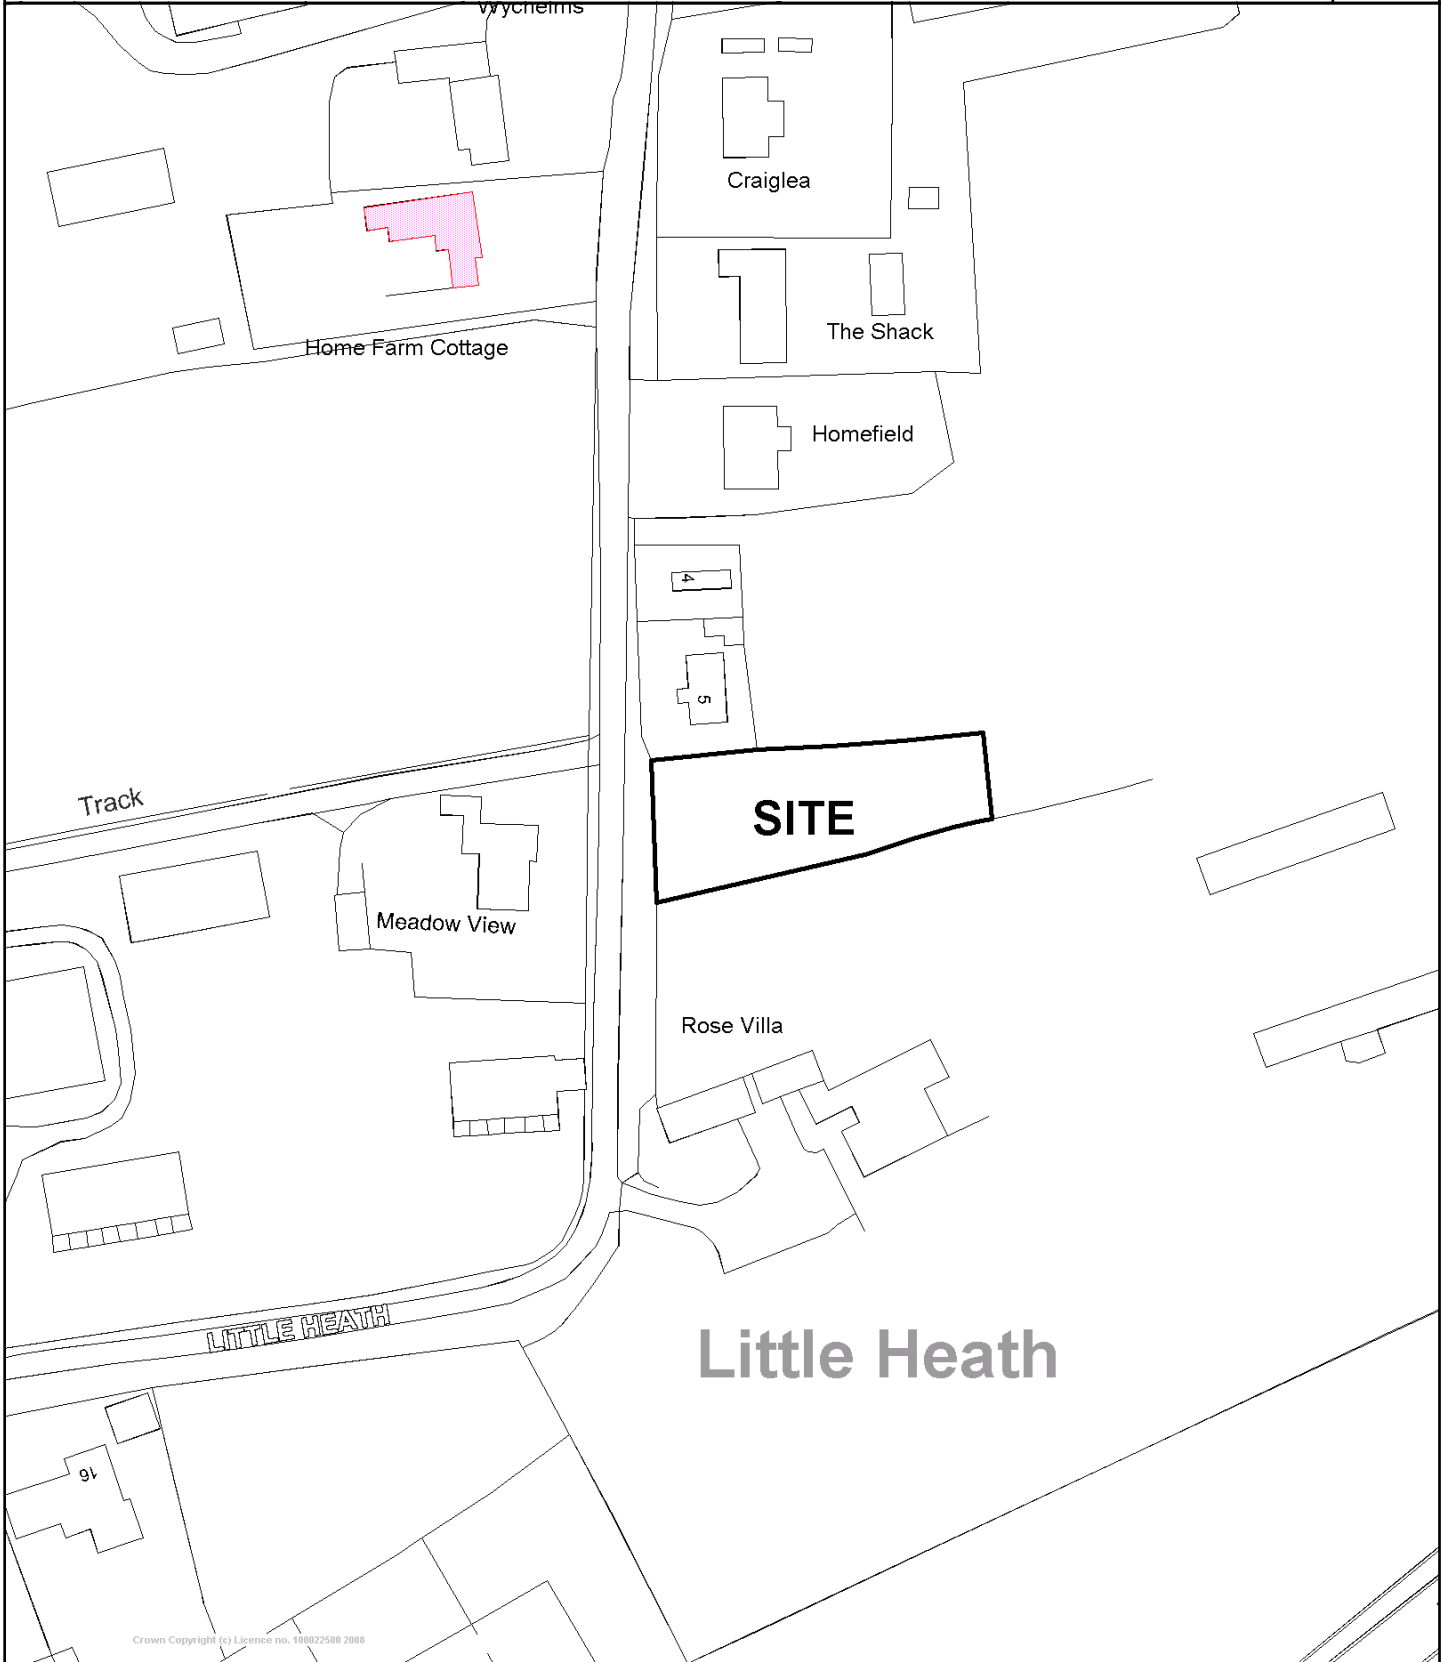 Wychelms
Craiglea
The Shack
Home Farm Cottage
Homefield
4
5
Track
SITE
Meadow View
Rose Villa
LITTLE HEATH
Little Heath
16
Crown Copyright (c) Licence no. 100022500 2008